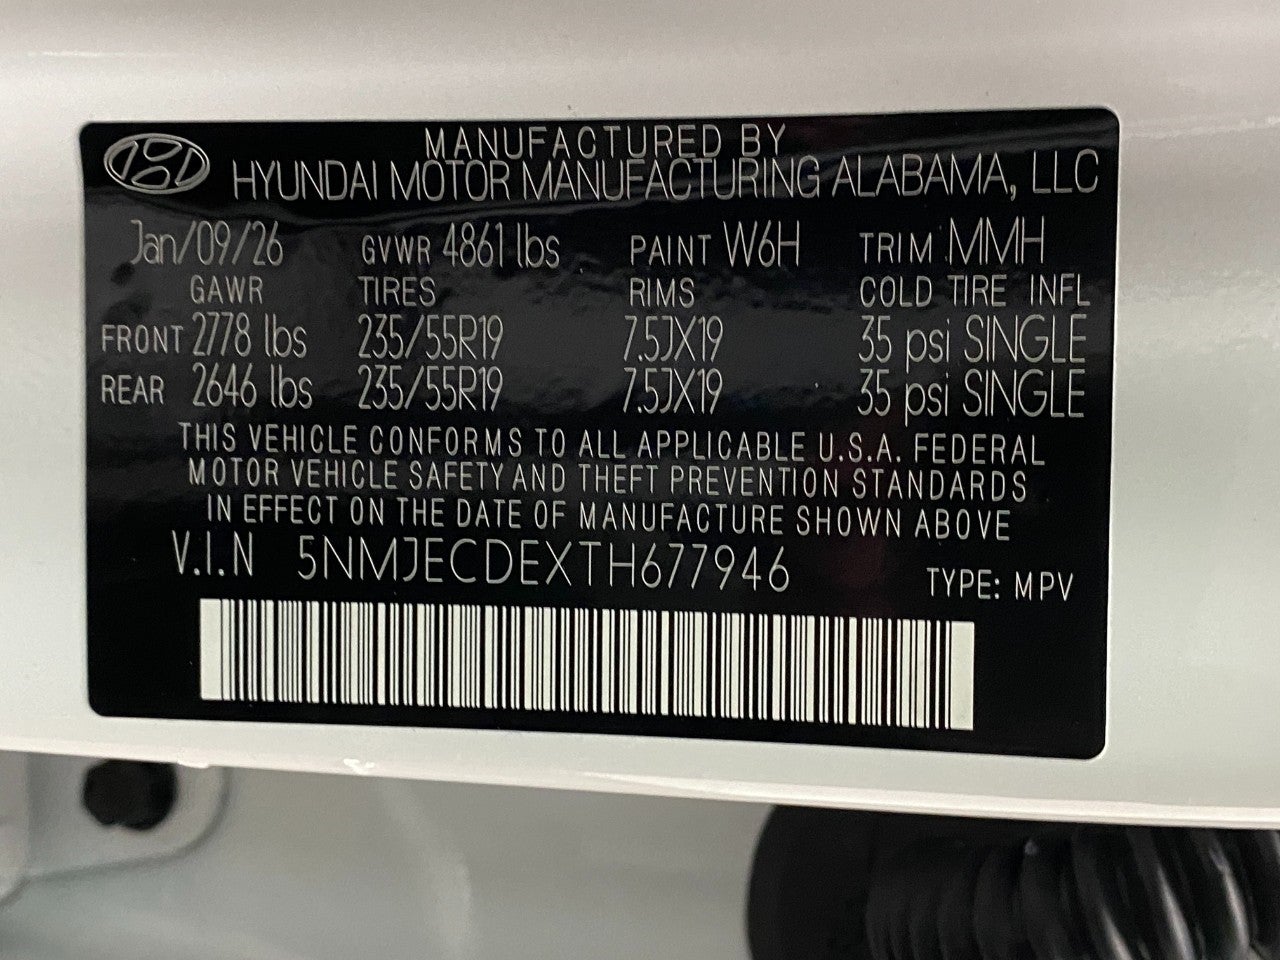 MANUFACTURED BY
HYUNDAI MOTOR MANUFACTURING ALABAMA, LLC
Jan/09/26 GVWR 4861 lbs PAINT W6H TRIM MMH
GAWR TIRES RIMS COLD TIRE INFL
FRONT 2778 lbs 235/55R19 7.5JX19 35 psi SINGLE
REAR 2646 lbs 235/55R19 7.5JX19 35 psi SINGLE
THIS VEHICLE CONFORMS TO ALL APPLICABLE U.S.A. FEDERAL
MOTOR VEHICLE SAFETY AND THEFT PREVENTION STANDARDS
IN EFFECT ON THE DATE OF MANUFACTURE SHOWN ABOVE
V.I.N 5NMJECDEXTH677946 TYPE: MPV